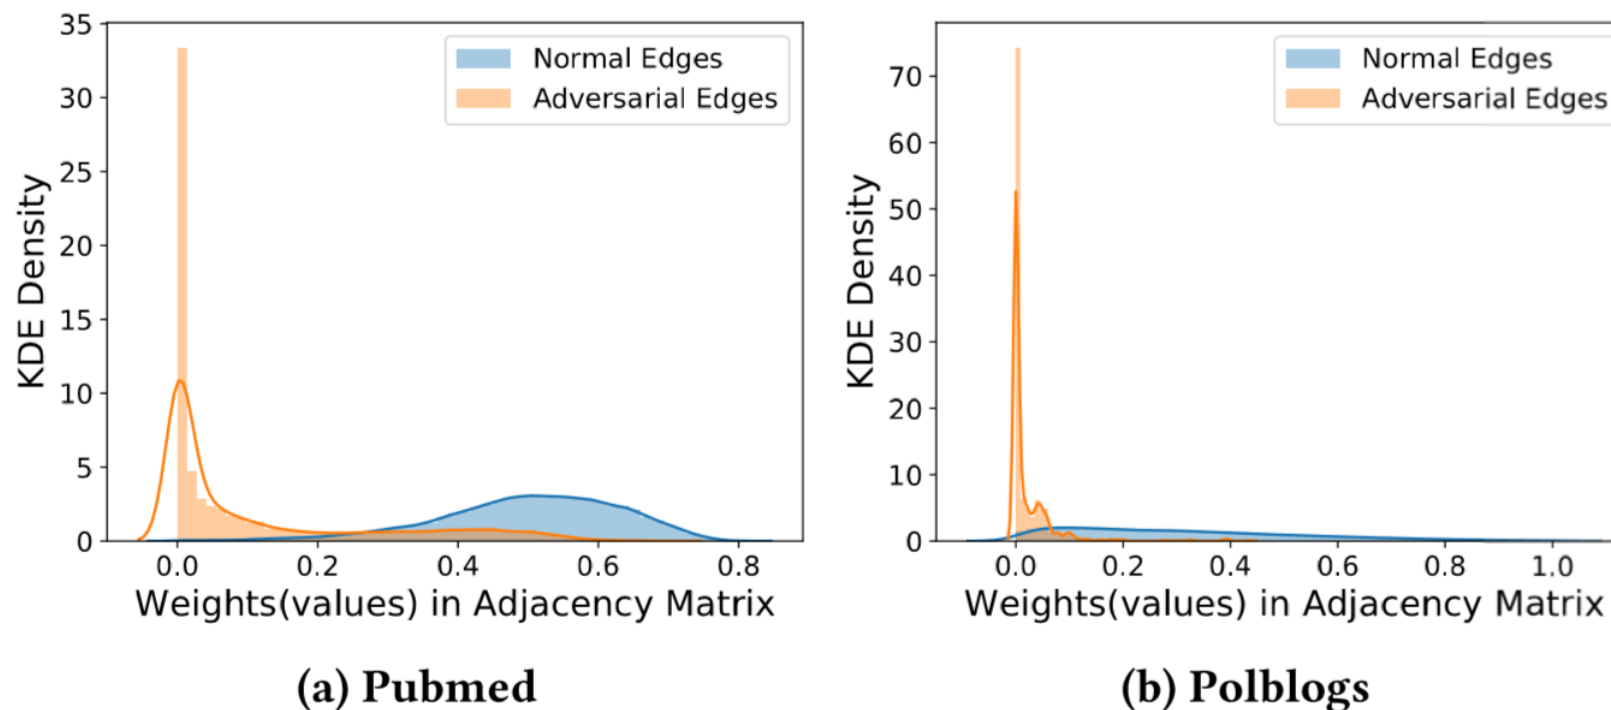 35
30
25
20
15
10
5
0
KDE Density
Normal Edges
Adversarial Edges
0.0 0.2 0.4 0.6 0.8
Weights(values) in Adjacency Matrix
(a) Pubmed
70
60
50
40
30
20
10
0
KDE Density
Normal Edges
Adversarial Edges
0.0 0.2 0.4 0.6 0.8 1.0
Weights(values) in Adjacency Matrix
(b) Polblogs